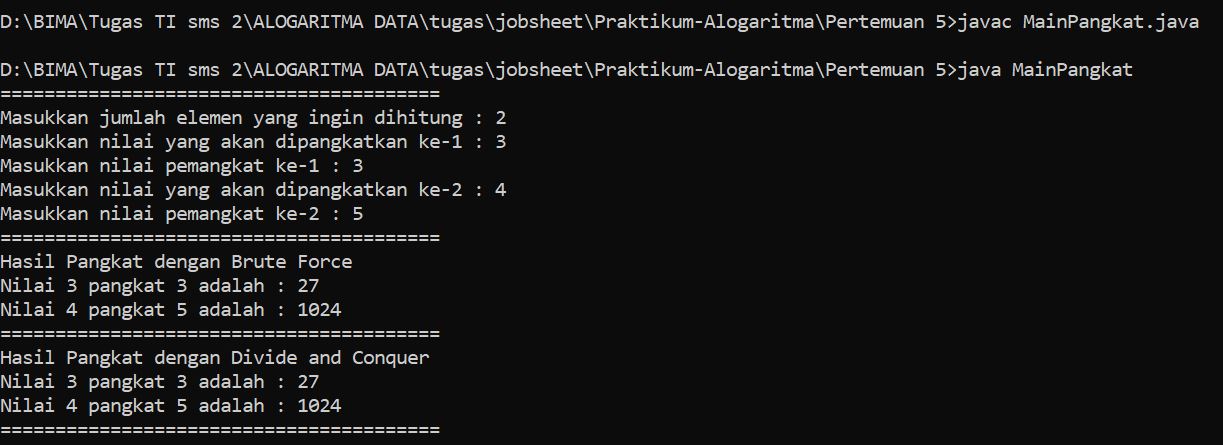 D:\BIMA\Tugas TI sms 2\ALOGARITMA DATA\tugas\jobsheet\Praktikum-Alogaritma\Pertemuan 5>javac MainPangkat.java
D:\BIMA\Tugas TI sms 2\ALOGARITMA DATA\tugas\jobsheet\Praktikum-Alogaritma\Pertemuan 5>java MainPangkat
========================================
Masukkan jumlah elemen yang ingin dihitung : 2
Masukkan nilai yang akan dipangkatkan ke-1 : 3
Masukkan nilai pemangkat ke-1 : 3
Masukkan nilai yang akan dipangkatkan ke-2 : 4
Masukkan nilai pemangkat ke-2 : 5
========================================
Hasil Pangkat dengan Brute Force
Nilai 3 pangkat 3 adalah : 27
Nilai 4 pangkat 5 adalah : 1024
========================================
Hasil Pangkat dengan Divide and Conquer
Nilai 3 pangkat 3 adalah : 27
Nilai 4 pangkat 5 adalah : 1024
========================================